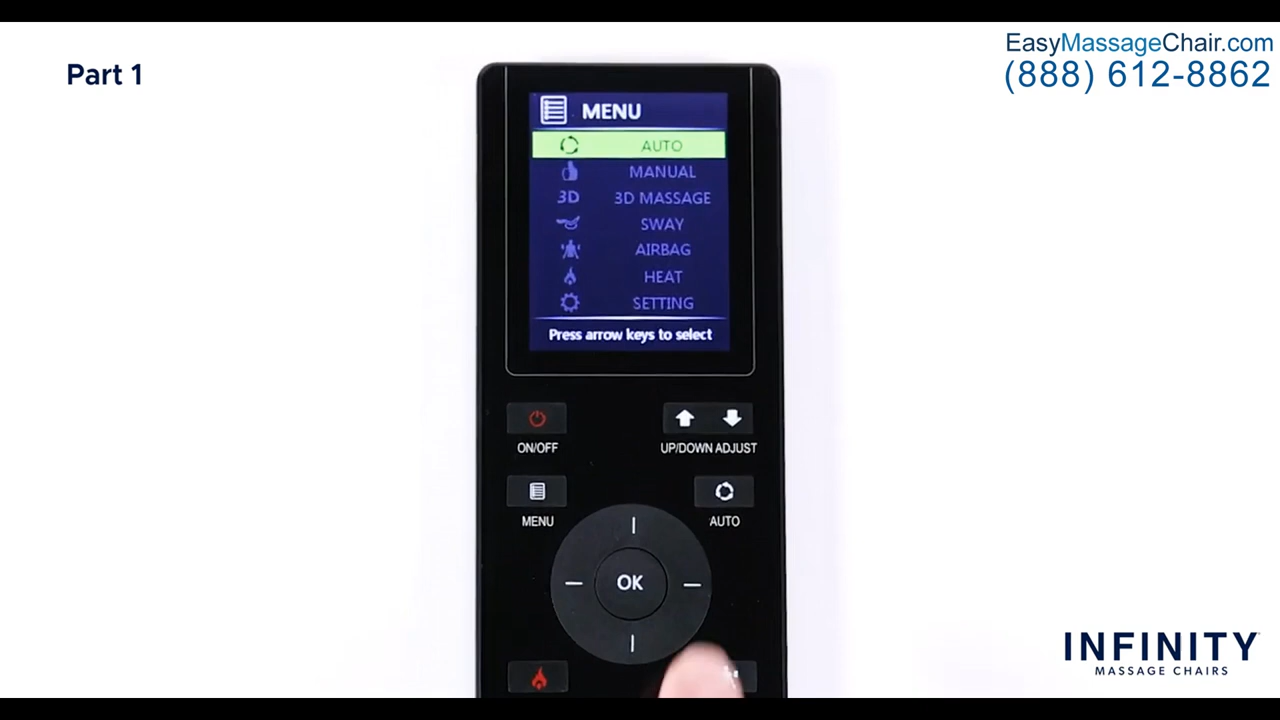 Part 1
EasyMassageChair.com
(888) 612-8862
MENU
AUTO
MANUAL
3D 3D MASSAGE
SWAY
AIRBAG
HEAT
SETTING
Press arrow keys to select
ON/OFF
UP/DOWN ADJUST
MENU
AUTO
OK
INFINITY
MASSAGE CHAIRS